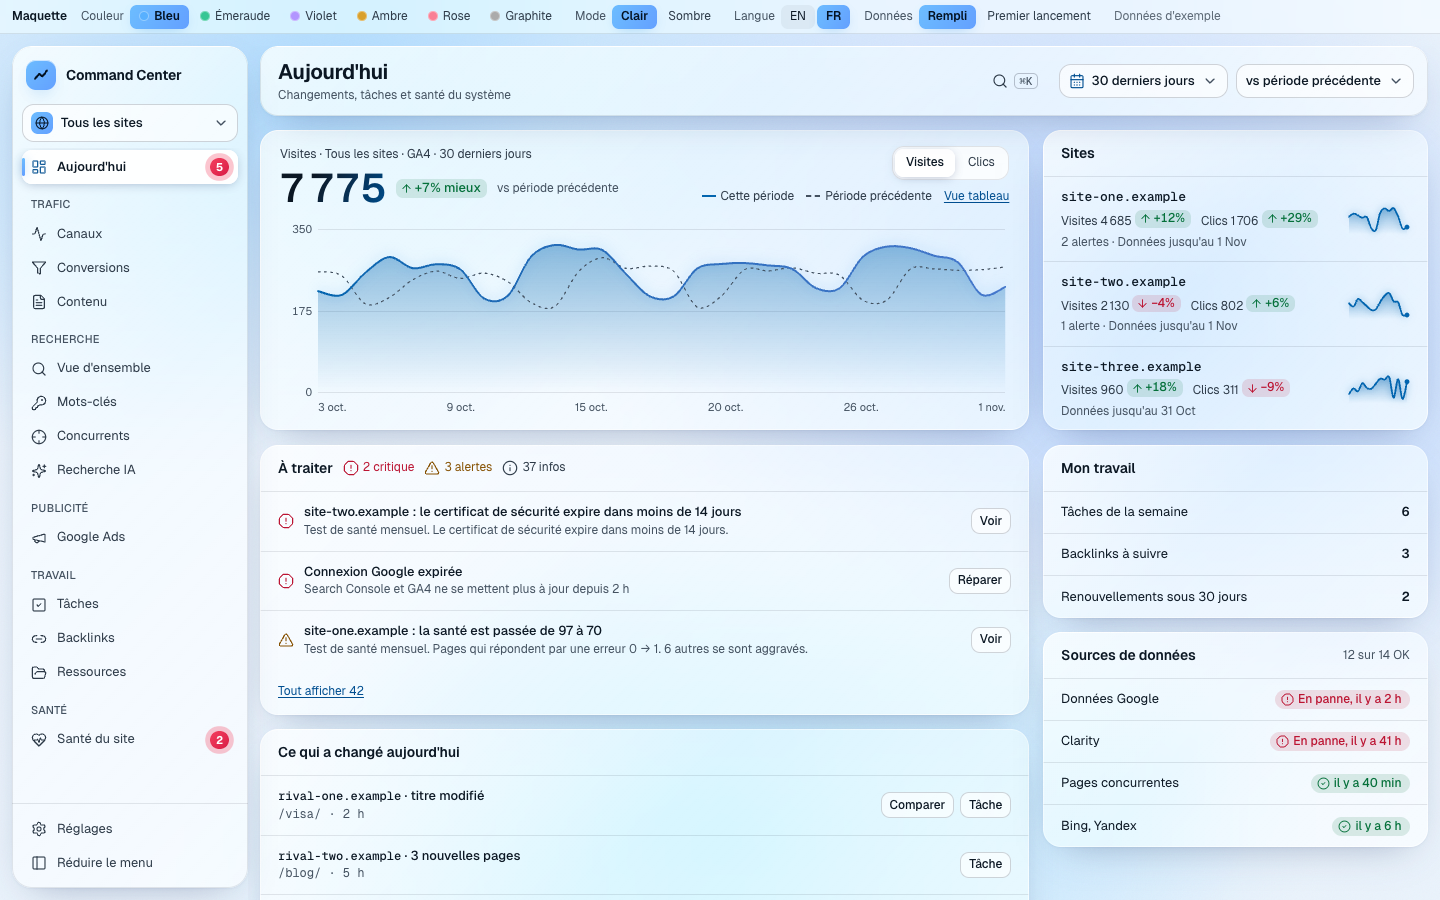 Maquette Couleur Bleu Émeraude Violet Ambre Rose Graphite Mode Clair Sombre Langue EN FR Données Rempli Premier lancement Données d'exemple
Command Center
Tous les sites
Aujourd'hui 5
TRAFIC
Canaux
Conversions
Contenu
RECHERCHE
Vue d'ensemble
Mots-clés
Concurrents
Recherche IA
PUBLICITÉ
Google Ads
TRAVAIL
Tâches
Backlinks
Ressources
SANTÉ
Santé du site 2
Réglages
Réduire le menu
Aujourd'hui
Changements, tâches et santé du système
⌘K
30 derniers jours
vs période précédente
Visites · Tous les sites · GA4 · 30 derniers jours
7 775 ↑ +7% mieux vs période précédente
Visites Clics
Cette période Période précédente Vue tableau
350
175
0
3 oct. 9 oct. 15 oct. 20 oct. 26 oct. 1 nov.
Sites
site-one.example
Visites 4 685 ↑ +12% Clics 1 706 ↑ +29%
2 alertes · Données jusqu'au 1 Nov
site-two.example
Visites 2 130 ↓ −4% Clics 802 ↑ +6%
1 alerte · Données jusqu'au 1 Nov
site-three.example
Visites 960 ↑ +18% Clics 311 ↓ −9%
Données jusqu'au 31 Oct
À traiter 2 critique 3 alertes 37 infos
site-two.example : le certificat de sécurité expire dans moins de 14 jours
Test de santé mensuel. Le certificat de sécurité expire dans moins de 14 jours.
Voir
Connexion Google expirée
Search Console et GA4 ne se mettent plus à jour depuis 2 h
Réparer
site-one.example : la santé est passée de 97 à 70
Test de santé mensuel. Pages qui répondent par une erreur 0 → 1. 6 autres se sont aggravés.
Voir
Tout afficher 42
Mon travail
Tâches de la semaine 6
Backlinks à suivre 3
Renouvellements sous 30 jours 2
Sources de données 12 sur 14 OK
Données Google En panne, il y a 2 h
Clarity En panne, il y a 41 h
Pages concurrentes il y a 40 min
Bing, Yandex il y a 6 h
Ce qui a changé aujourd'hui
rival-one.example · titre modifié
/visa/ · 2 h
Comparer Tâche
rival-two.example · 3 nouvelles pages
/blog/ · 5 h
Tâche